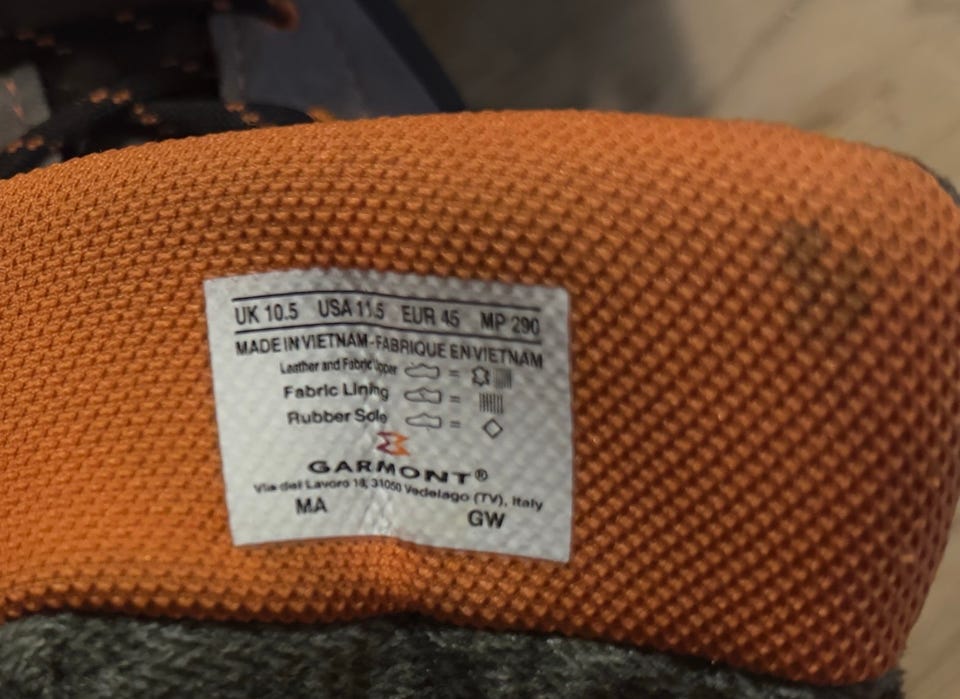 UK 10.5 USA 11.5 EUR 45 MP 290
MADE IN VIETNAM-FABRIQUE EN VIETNAM
Leather and Fabric Upper =
Fabric Lining =
Rubber Sole =
GARMONT®
Via del Lavoro 18, 31050 Vedelago (TV), Italy
MA GW